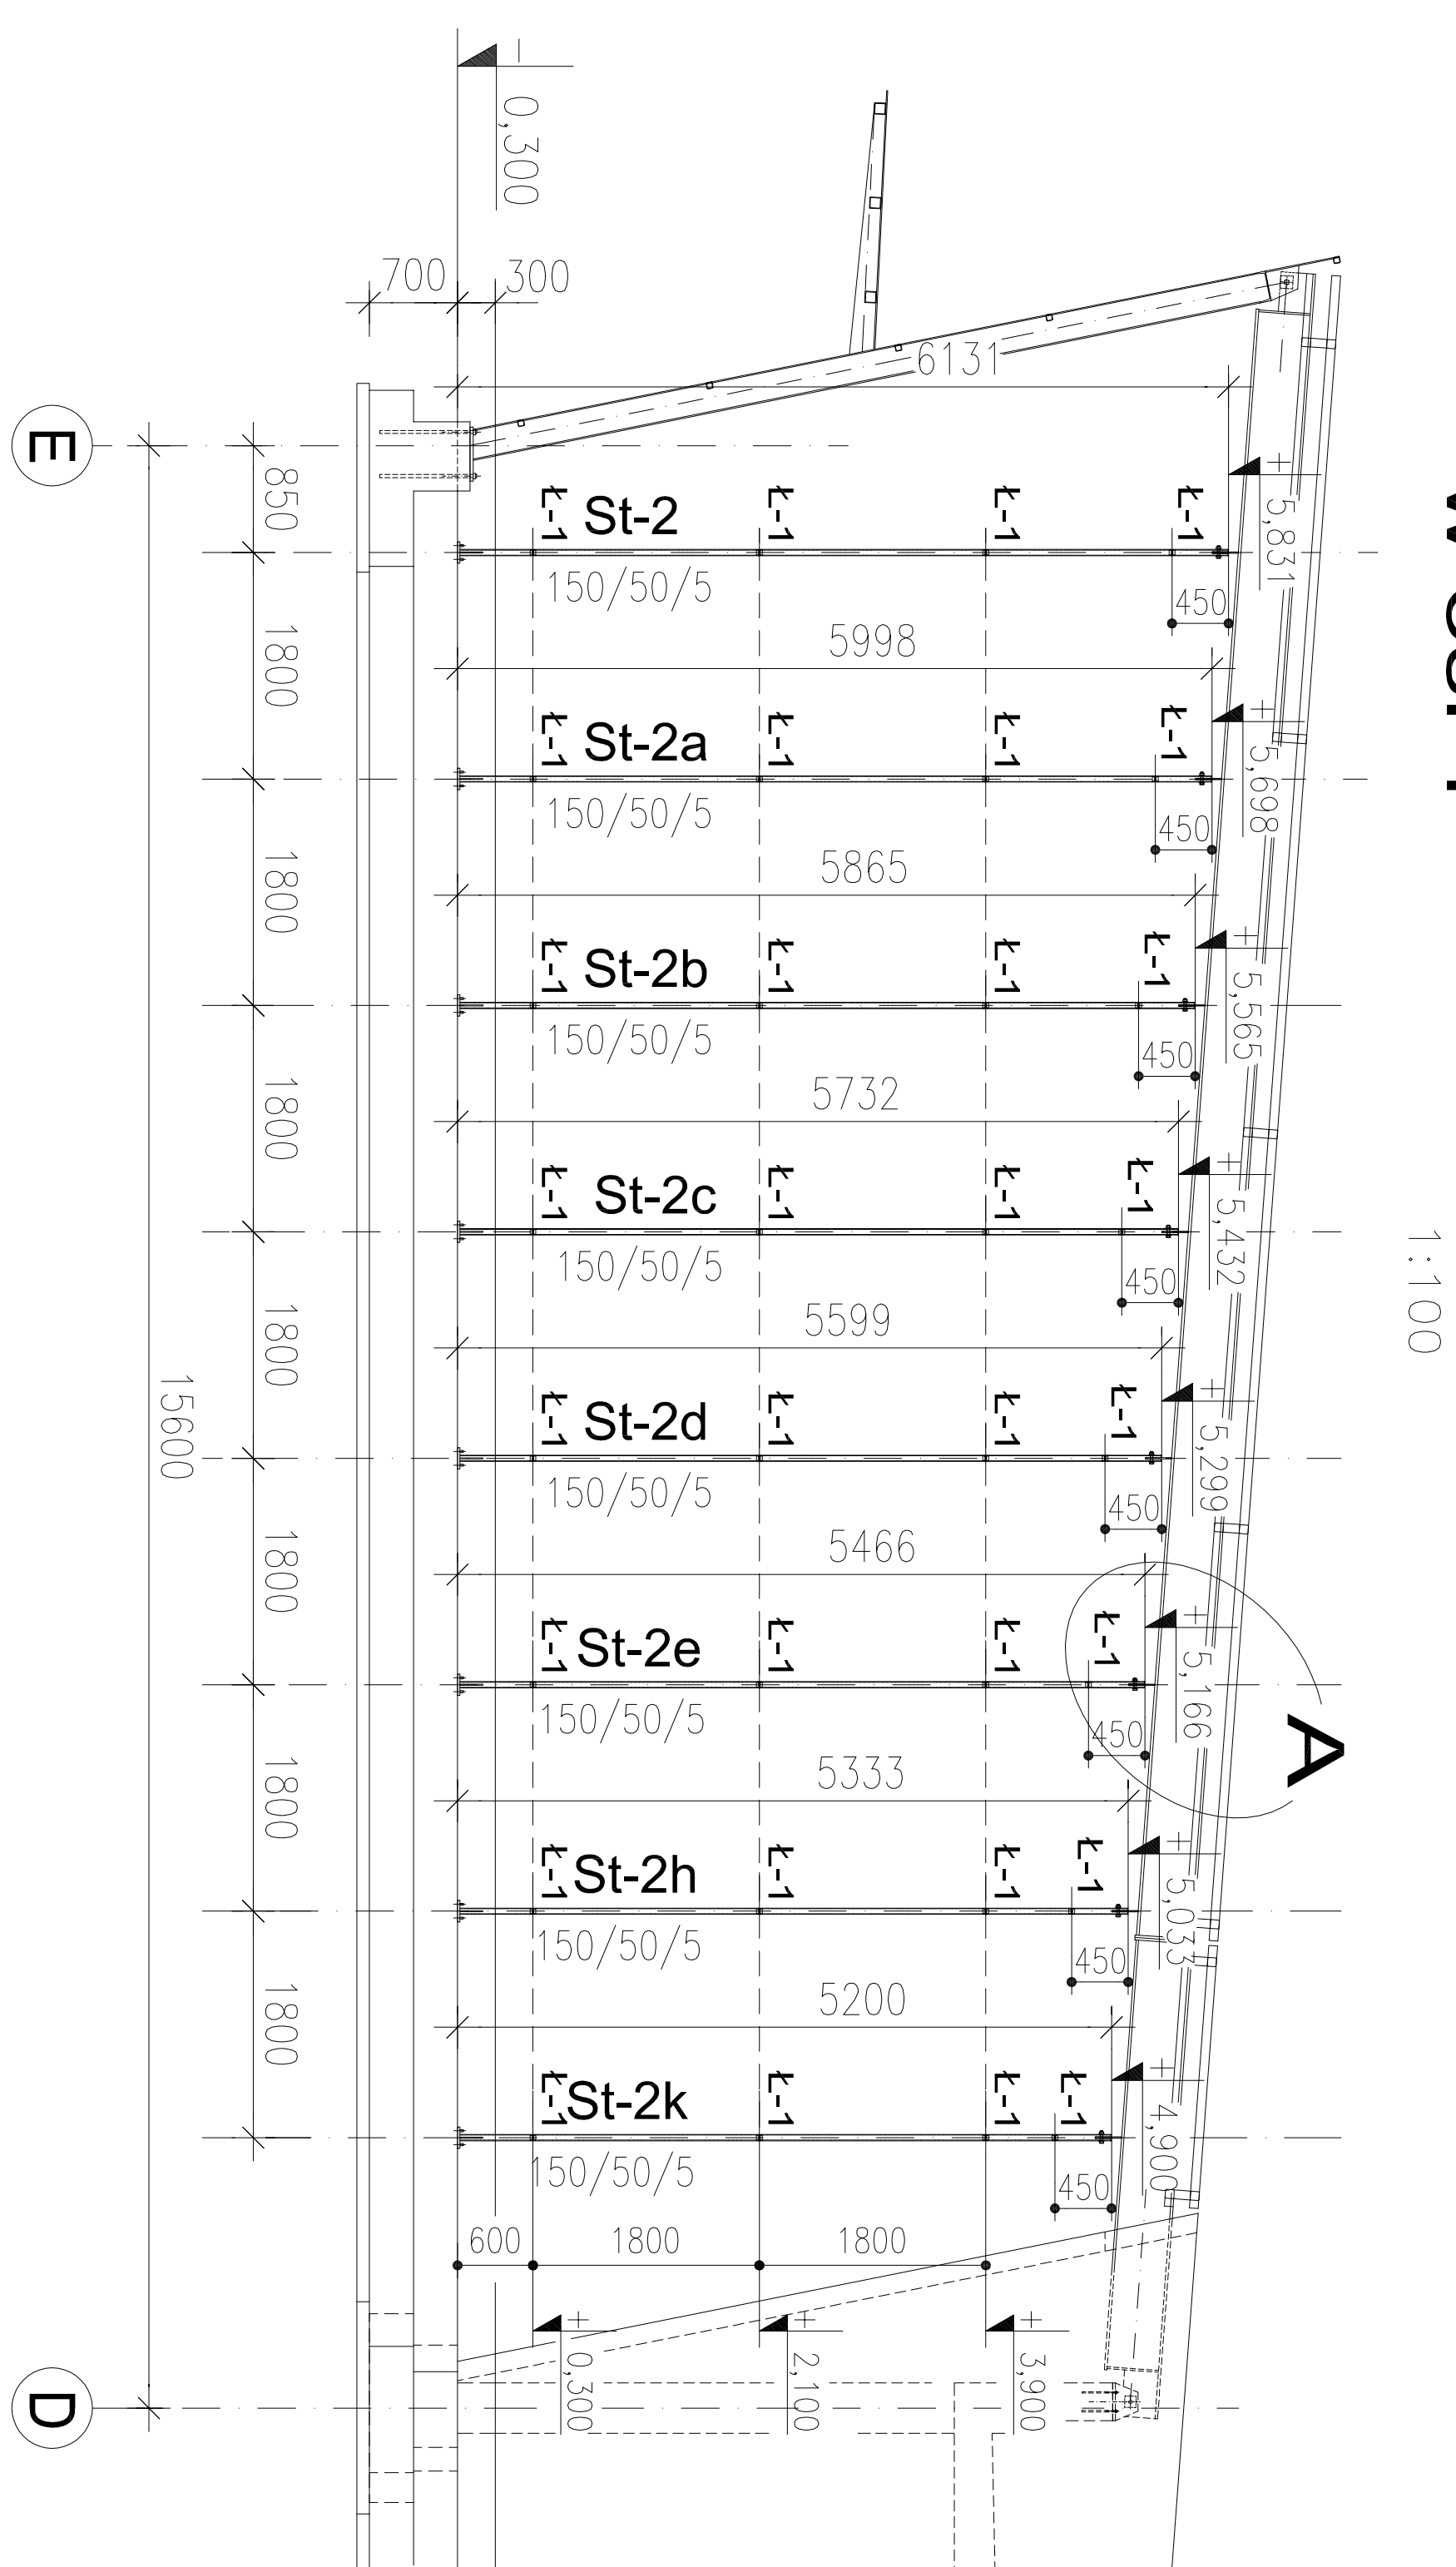 1:100
-0,300
700
300
6131
E
850
St-2
Ł-1
Ł-1
Ł-1
Ł-1
+5,831
150/50/5
450
5998
1800
St-2a
Ł-1
Ł-1
Ł-1
Ł-1
+5,698
150/50/5
450
5865
1800
St-2b
Ł-1
Ł-1
Ł-1
Ł-1
+5,565
150/50/5
450
5732
1800
St-2c
Ł-1
Ł-1
Ł-1
Ł-1
+5,432
150/50/5
450
5599
1800
St-2d
Ł-1
Ł-1
Ł-1
Ł-1
+5,299
150/50/5
450
15600
5466
1800
St-2e
Ł-1
Ł-1
Ł-1
Ł-1
+5,166
A
150/50/5
450
5333
1800
St-2h
Ł-1
Ł-1
Ł-1
Ł-1
+5,033
150/50/5
450
5200
1800
St-2k
Ł-1
Ł-1
Ł-1
Ł-1
+4,900
150/50/5
450
600
1800
1800
+0,300
+2,100
+3,900
D